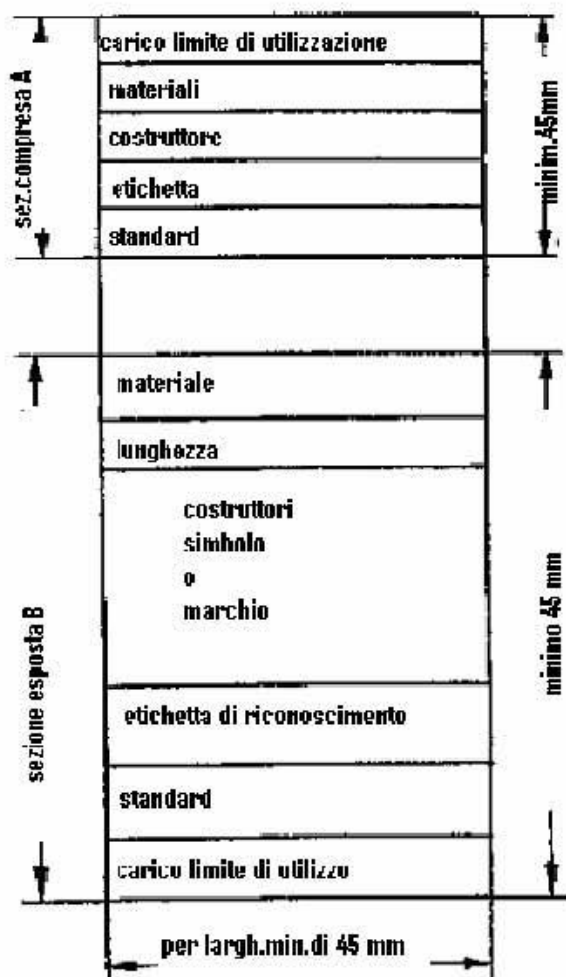 carico limite di utilizzazione
materiali
costruttore
etichetta
standard
sez.compresa A
minim.45mm
materiale
lunghezza
costruttori
simbolo
o
marchio
etichetta di riconoscimento
standard
carico limite di utilizzo
sezione esposta B
minimo 45 mm
per largh.min.di 45 mm